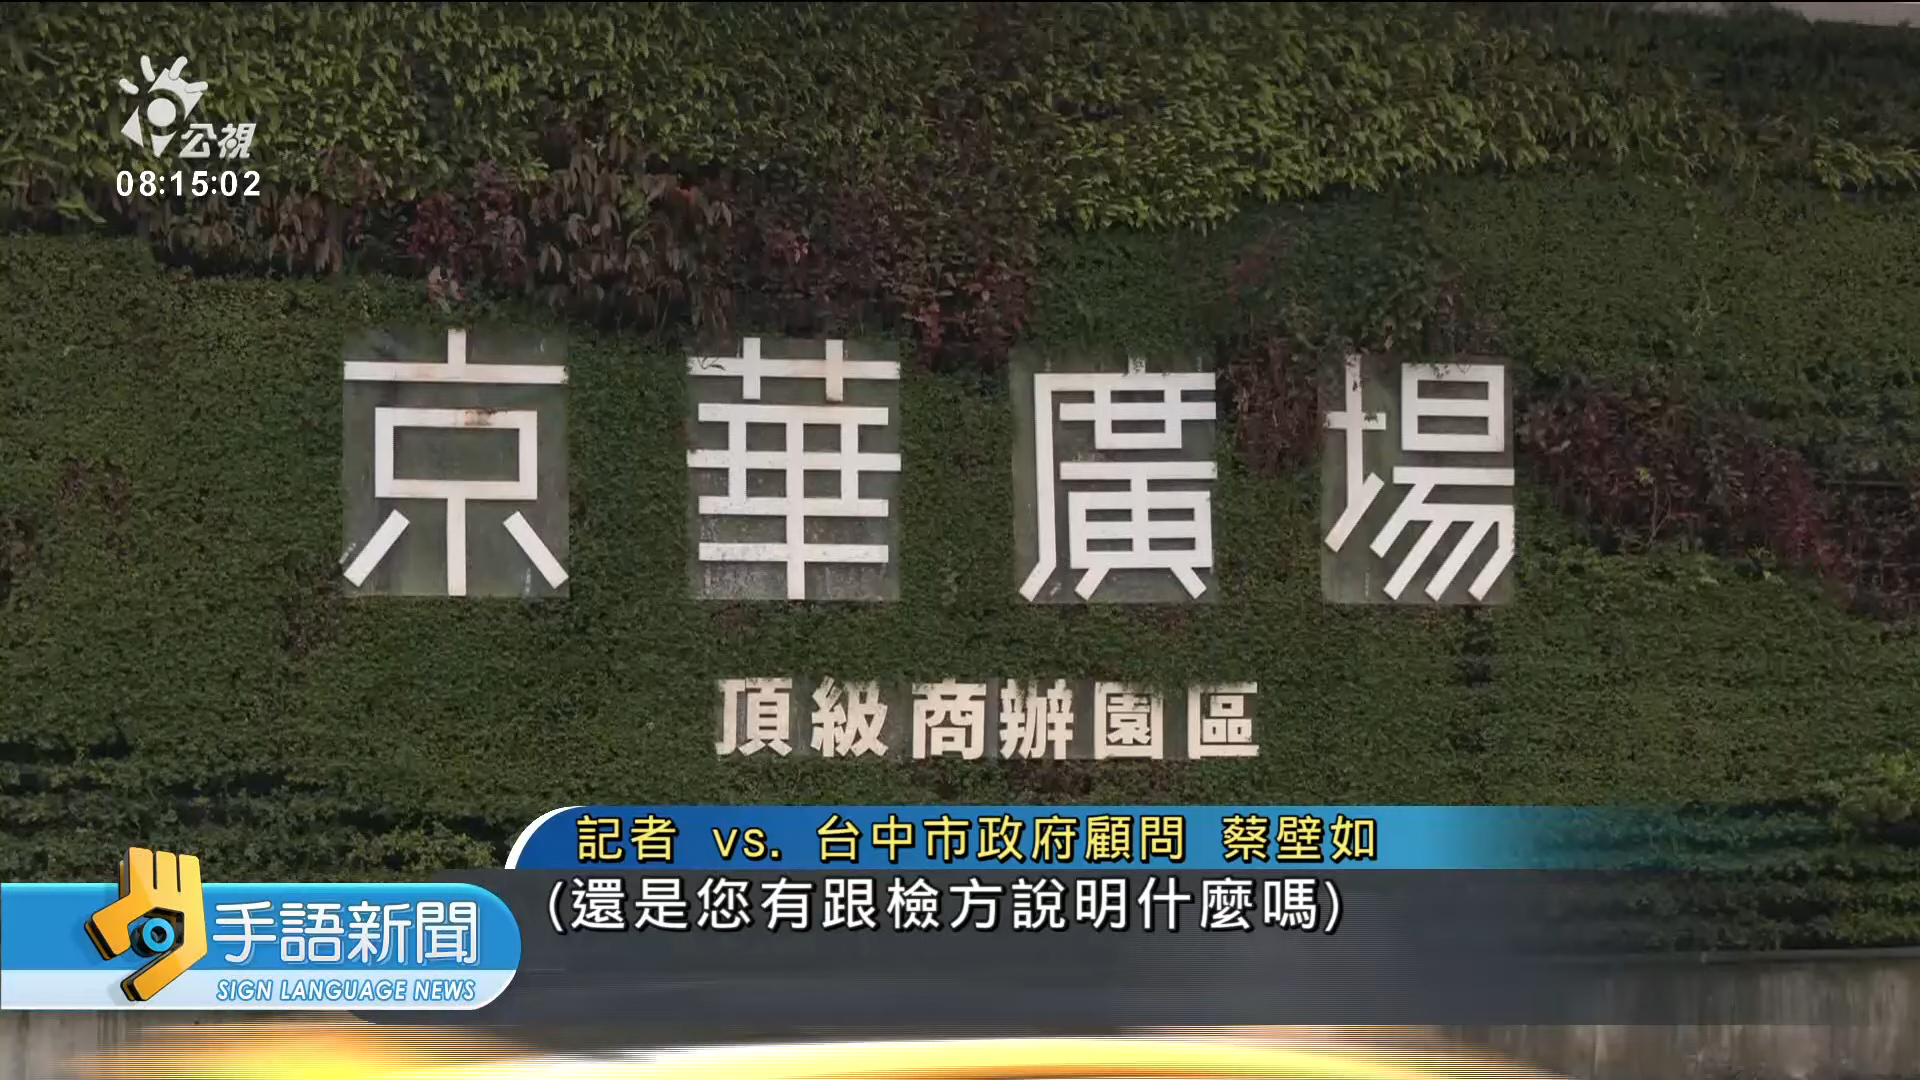 公視
08:15:02
京華廣場
頂級商辦園區
記者 vs. 台中市政府顧問 蔡壁如
(還是您有跟檢方說明什麼嗎)
手語新聞
SIGN LANGUAGE NEWS